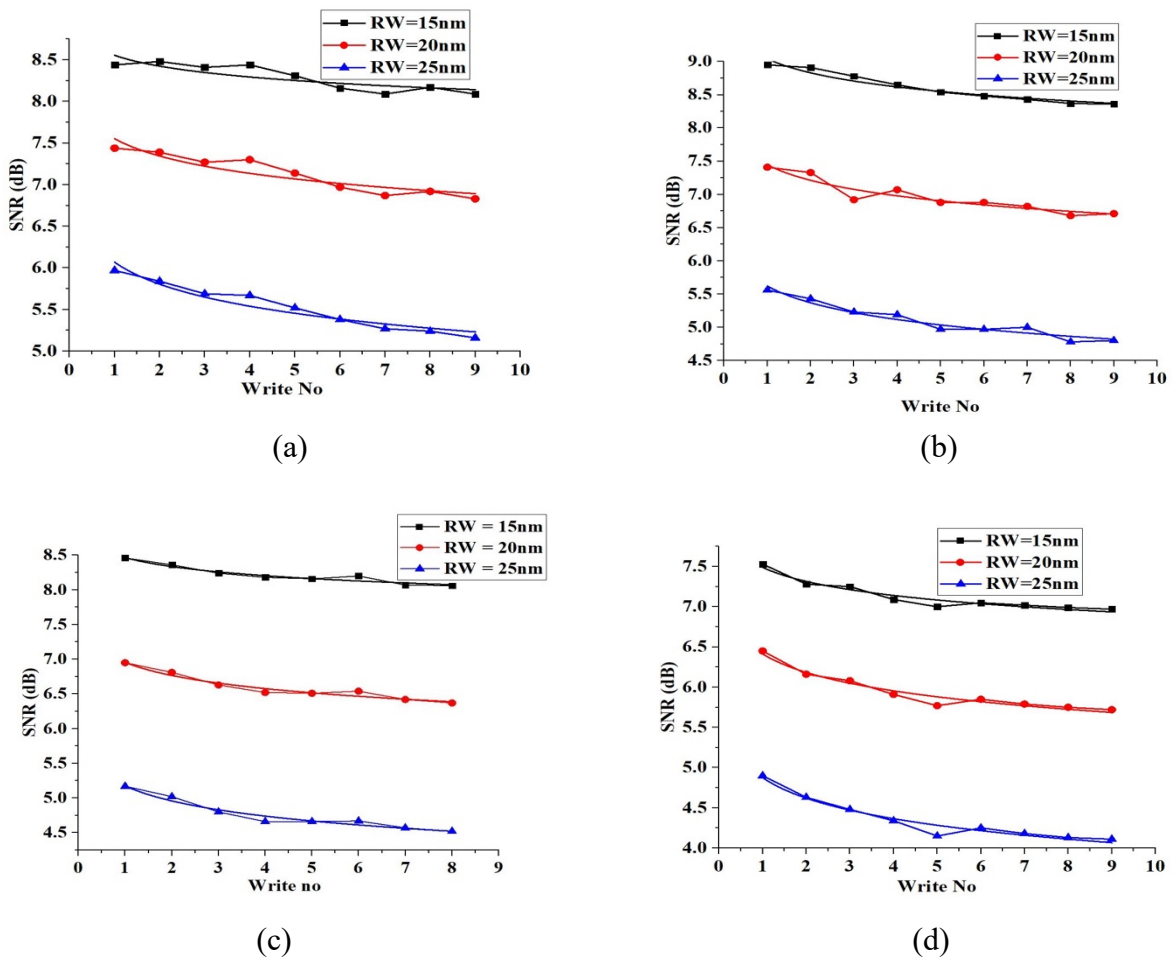 RW=15nm
RW=20nm
RW=25nm
8.5
8.0
7.5
7.0
6.5
6.0
5.5
5.0
SNR (dB)
0 1 2 3 4 5 6 7 8 9 10
Write No
(a)
RW=15nm
RW=20nm
RW=25nm
9.0
8.5
8.0
7.5
7.0
6.5
6.0
5.5
5.0
4.5
SNR (dB)
0 1 2 3 4 5 6 7 8 9 10
Write No
(b)
RW = 15nm
RW = 20nm
RW = 25nm
8.5
8.0
7.5
7.0
6.5
6.0
5.5
5.0
4.5
SNR (dB)
0 1 2 3 4 5 6 7 8 9
Write no
(c)
RW=15nm
RW=20nm
RW=25nm
7.5
7.0
6.5
6.0
5.5
5.0
4.5
4.0
SNR (dB)
0 1 2 3 4 5 6 7 8 9 10
Write No
(d)